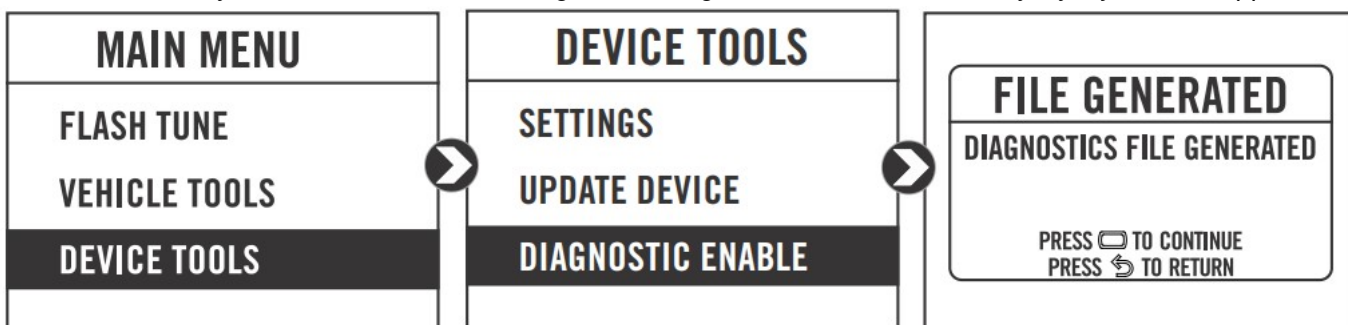 MAIN MENU
FLASH TUNE
VEHICLE TOOLS
DEVICE TOOLS
DEVICE TOOLS
SETTINGS
UPDATE DEVICE
DIAGNOSTIC ENABLE
FILE GENERATED
DIAGNOSTICS FILE GENERATED
PRESS TO CONTINUE
PRESS TO RETURN